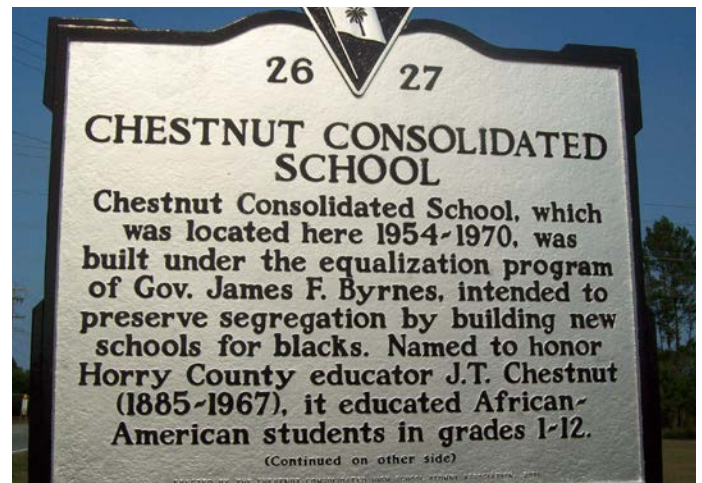 26 27
CHESTNUT CONSOLIDATED
SCHOOL
Chestnut Consolidated School, which
was located here 1954-1970, was
built under the equalization program
of Gov. James F. Byrnes, intended to
preserve segregation by building new
schools for blacks. Named to honor
Horry County educator J.T. Chestnut
(1885-1967), it educated African-
American students in grades 1-12.
(Continued on other side)